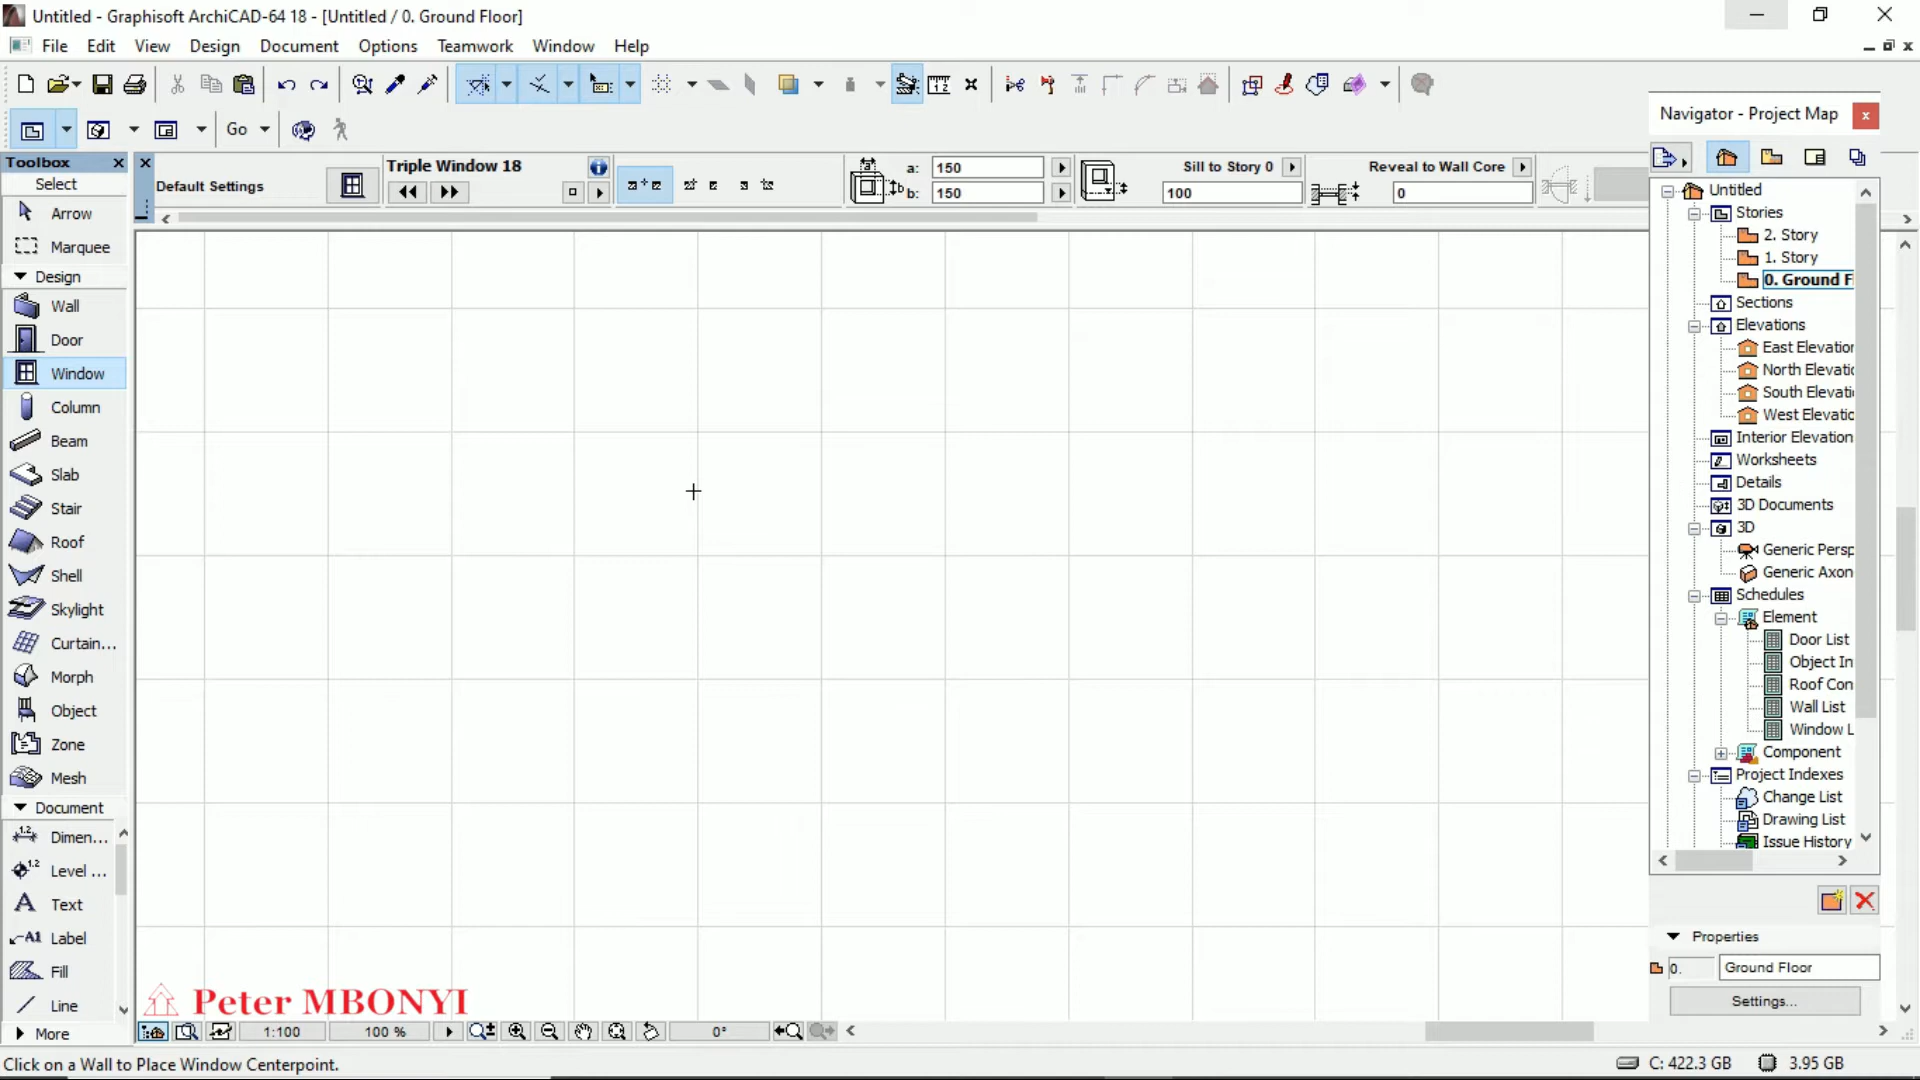 Untitled - Graphisoft ArchiCAD-64 18 - [Untitled / 0. Ground Floor]
File Edit View Design Document Options Teamwork Window Help
Go
Navigator - Project Map
Toolbox
Select
Arrow
Marquee
Design
Wall
Door
Window
Column
Beam
Slab
Stair
Roof
Shell
Skylight
Curtain...
Morph
Object
Zone
Mesh
Document
Dimen...
Level ...
Text
Label
Fill
Line
More
Default Settings
Triple Window 18
a: 150
b: 150
Sill to Story 0
100
Reveal to Wall Core
0
Untitled
Stories
2. Story
1. Story
0. Ground F
Sections
Elevations
East Elevation
North Elevati
South Elevati
West Elevatio
Interior Elevation
Worksheets
Details
3D Documents
3D
Generic Persp
Generic Axon
Schedules
Element
Door List
Object In
Roof Con
Wall List
Window L
Component
Project Indexes
Change List
Drawing List
Issue History
Properties
0. Ground Floor
Settings...
Peter MBONYI
1:100 100 % 0°
Click on a Wall to Place Window Centerpoint.
C: 422.3 GB 3.95 GB